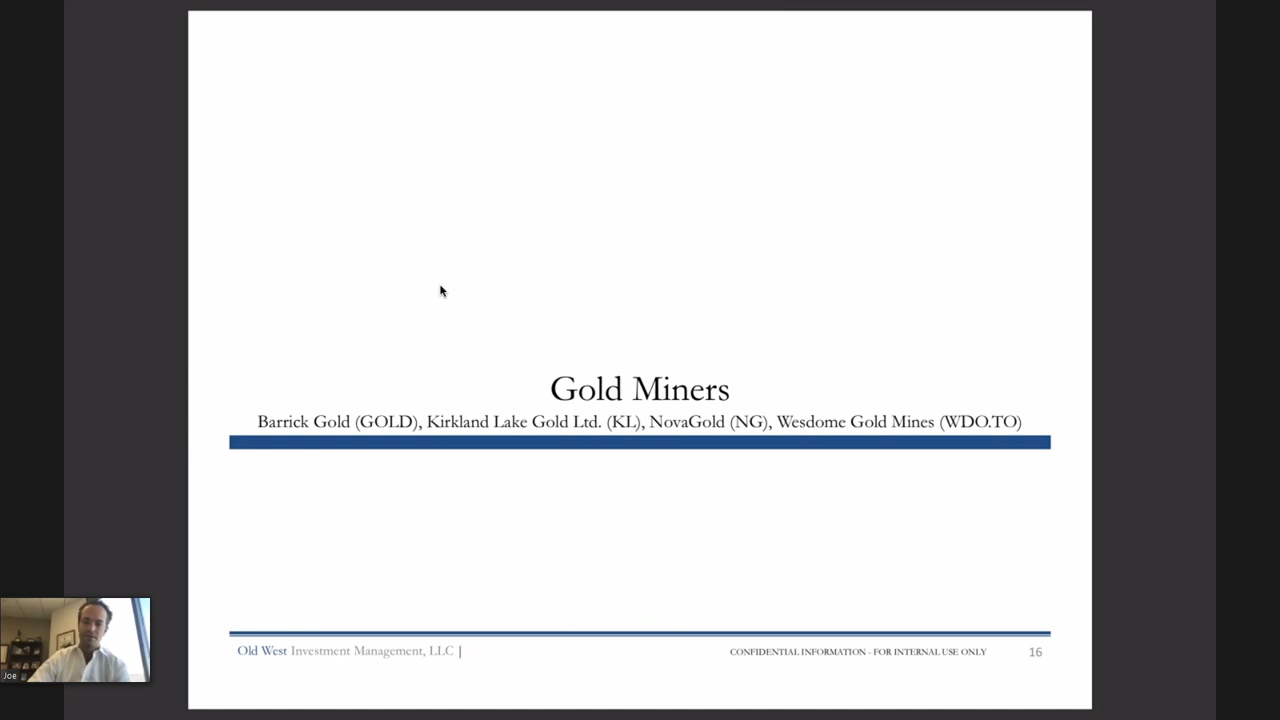 Gold Miners
Barrick Gold (GOLD), Kirkland Lake Gold Ltd. (KL), NovaGold (NG), Wesdome Gold Mines (WDO.TO)
Old West Investment Management, LLC |
CONFIDENTIAL INFORMATION - FOR INTERNAL USE ONLY
16
Joe